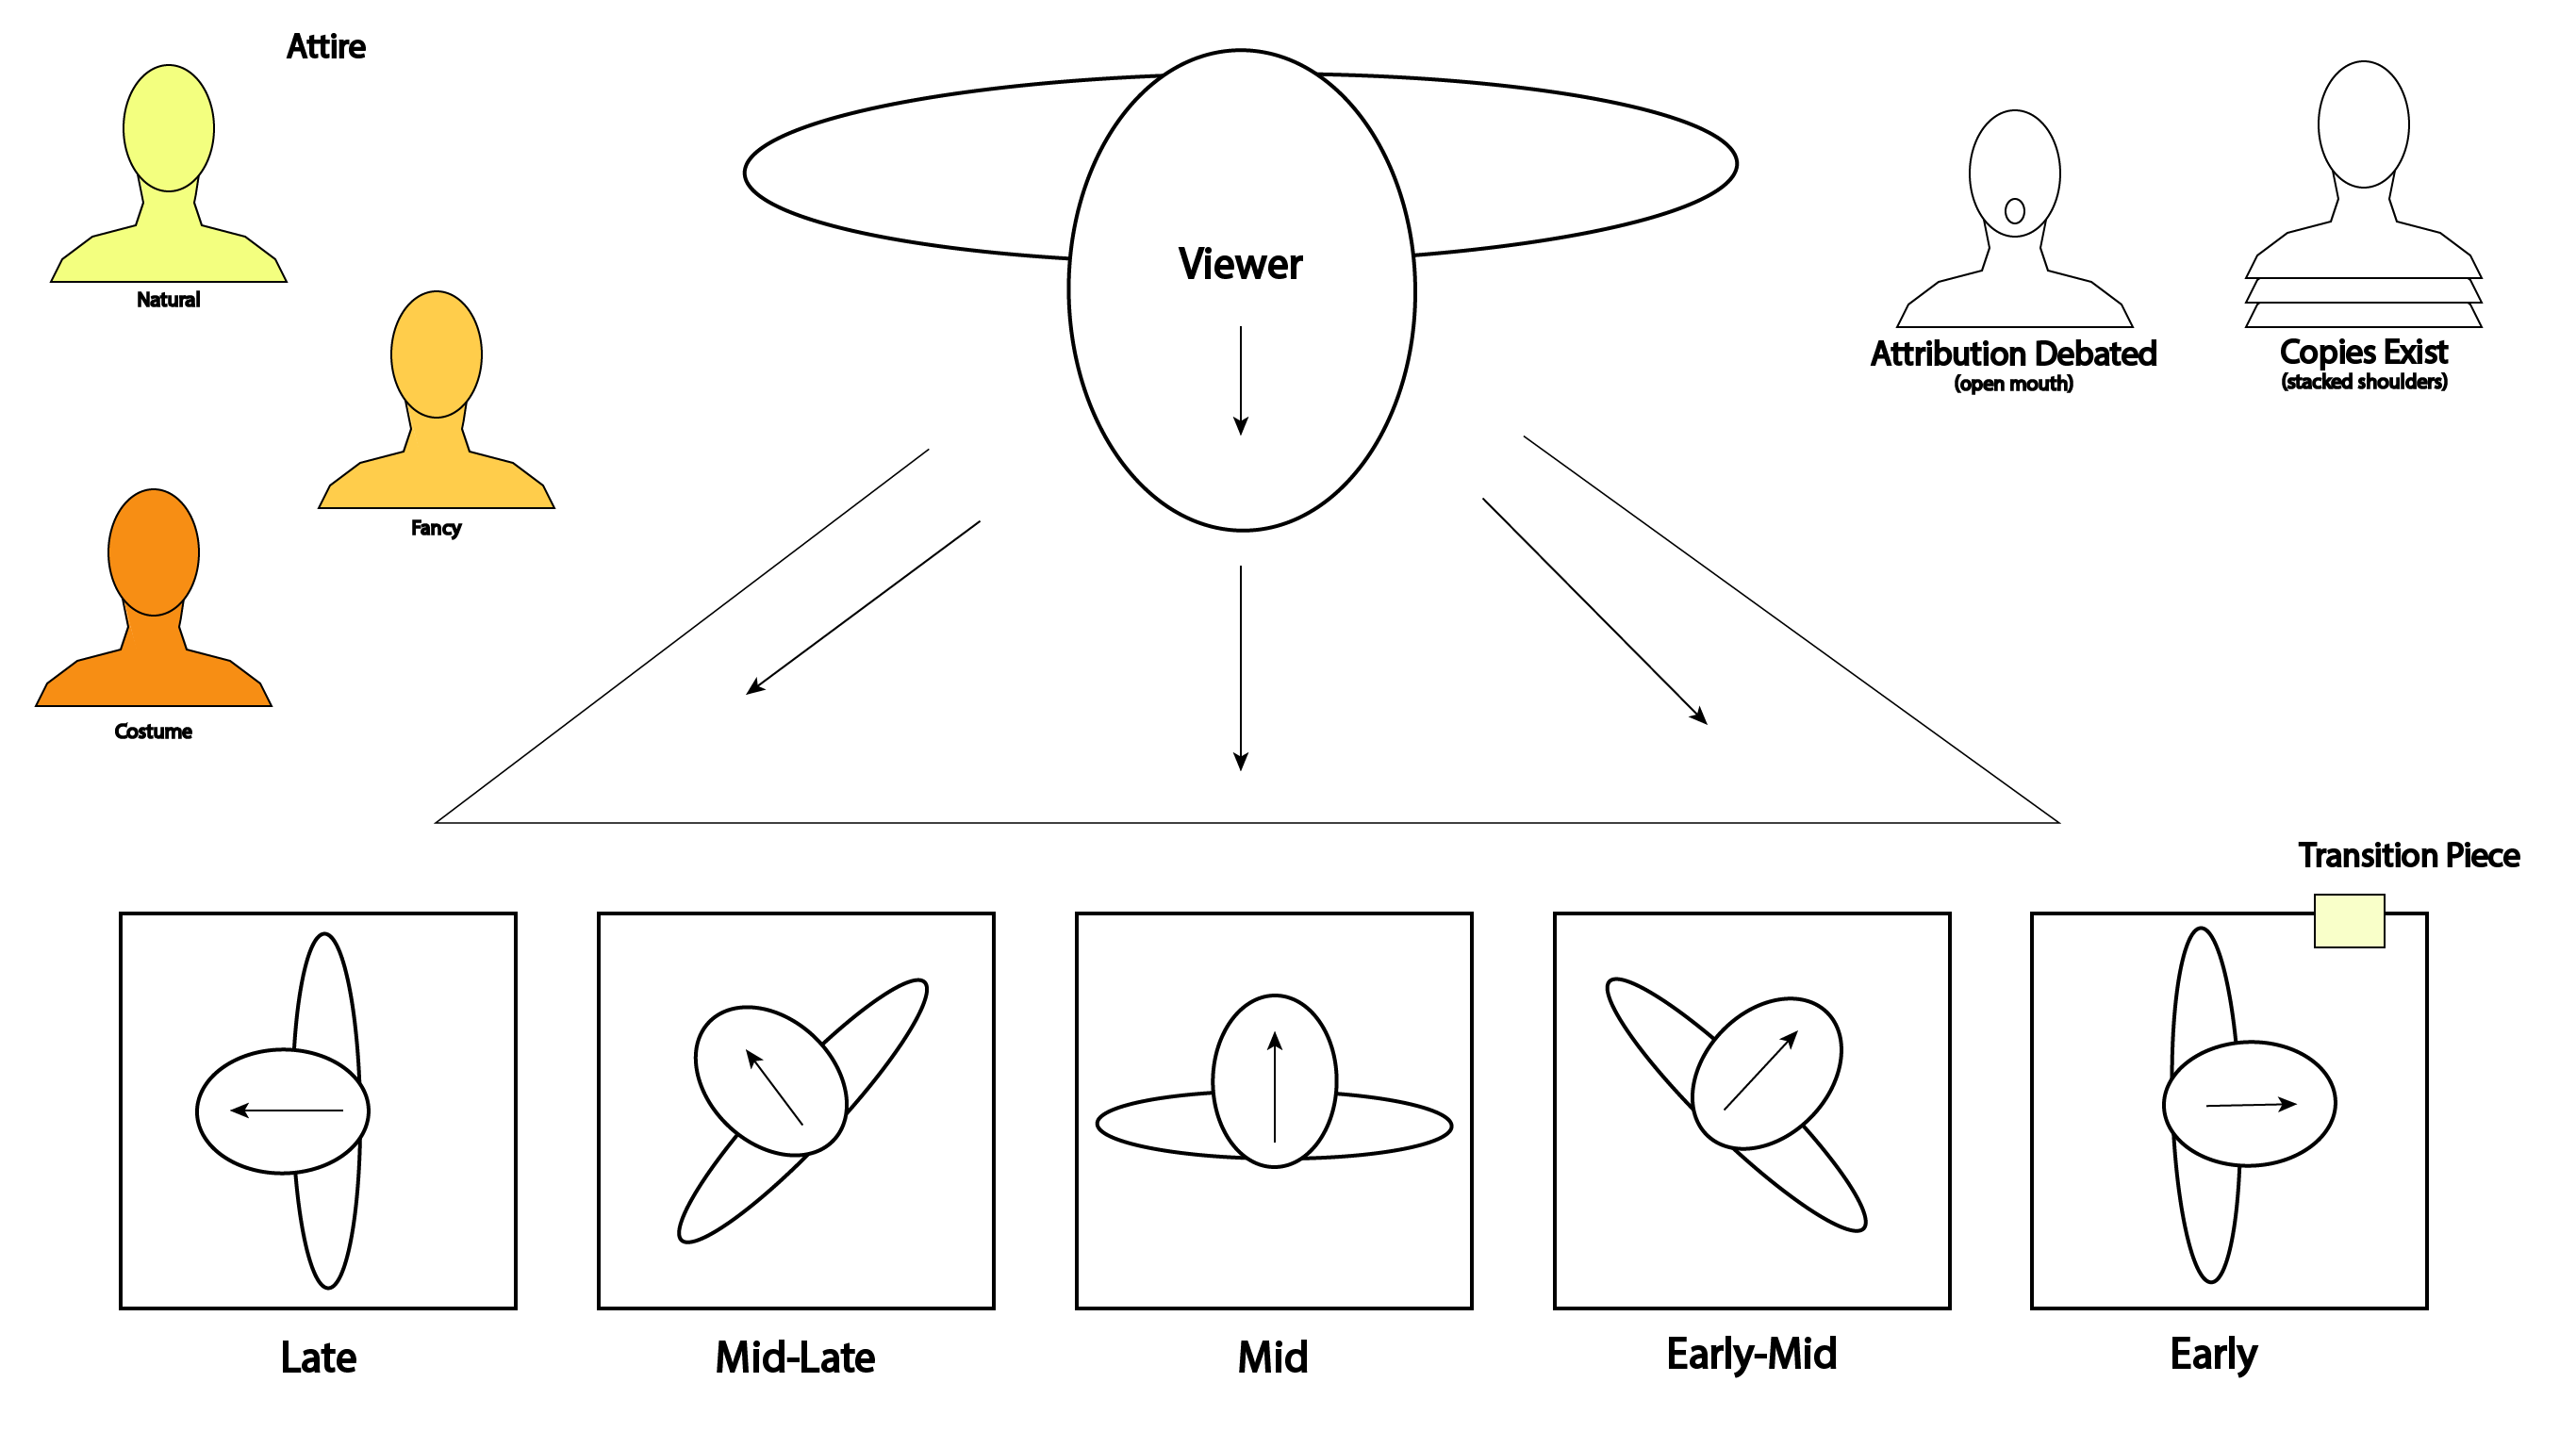 Attire
Natural
Fancy
Costume
Viewer
Attribution Debated
(open mouth)
Copies Exist
(stacked shoulders)
Transition Piece
Late
Mid-Late
Mid
Early-Mid
Early